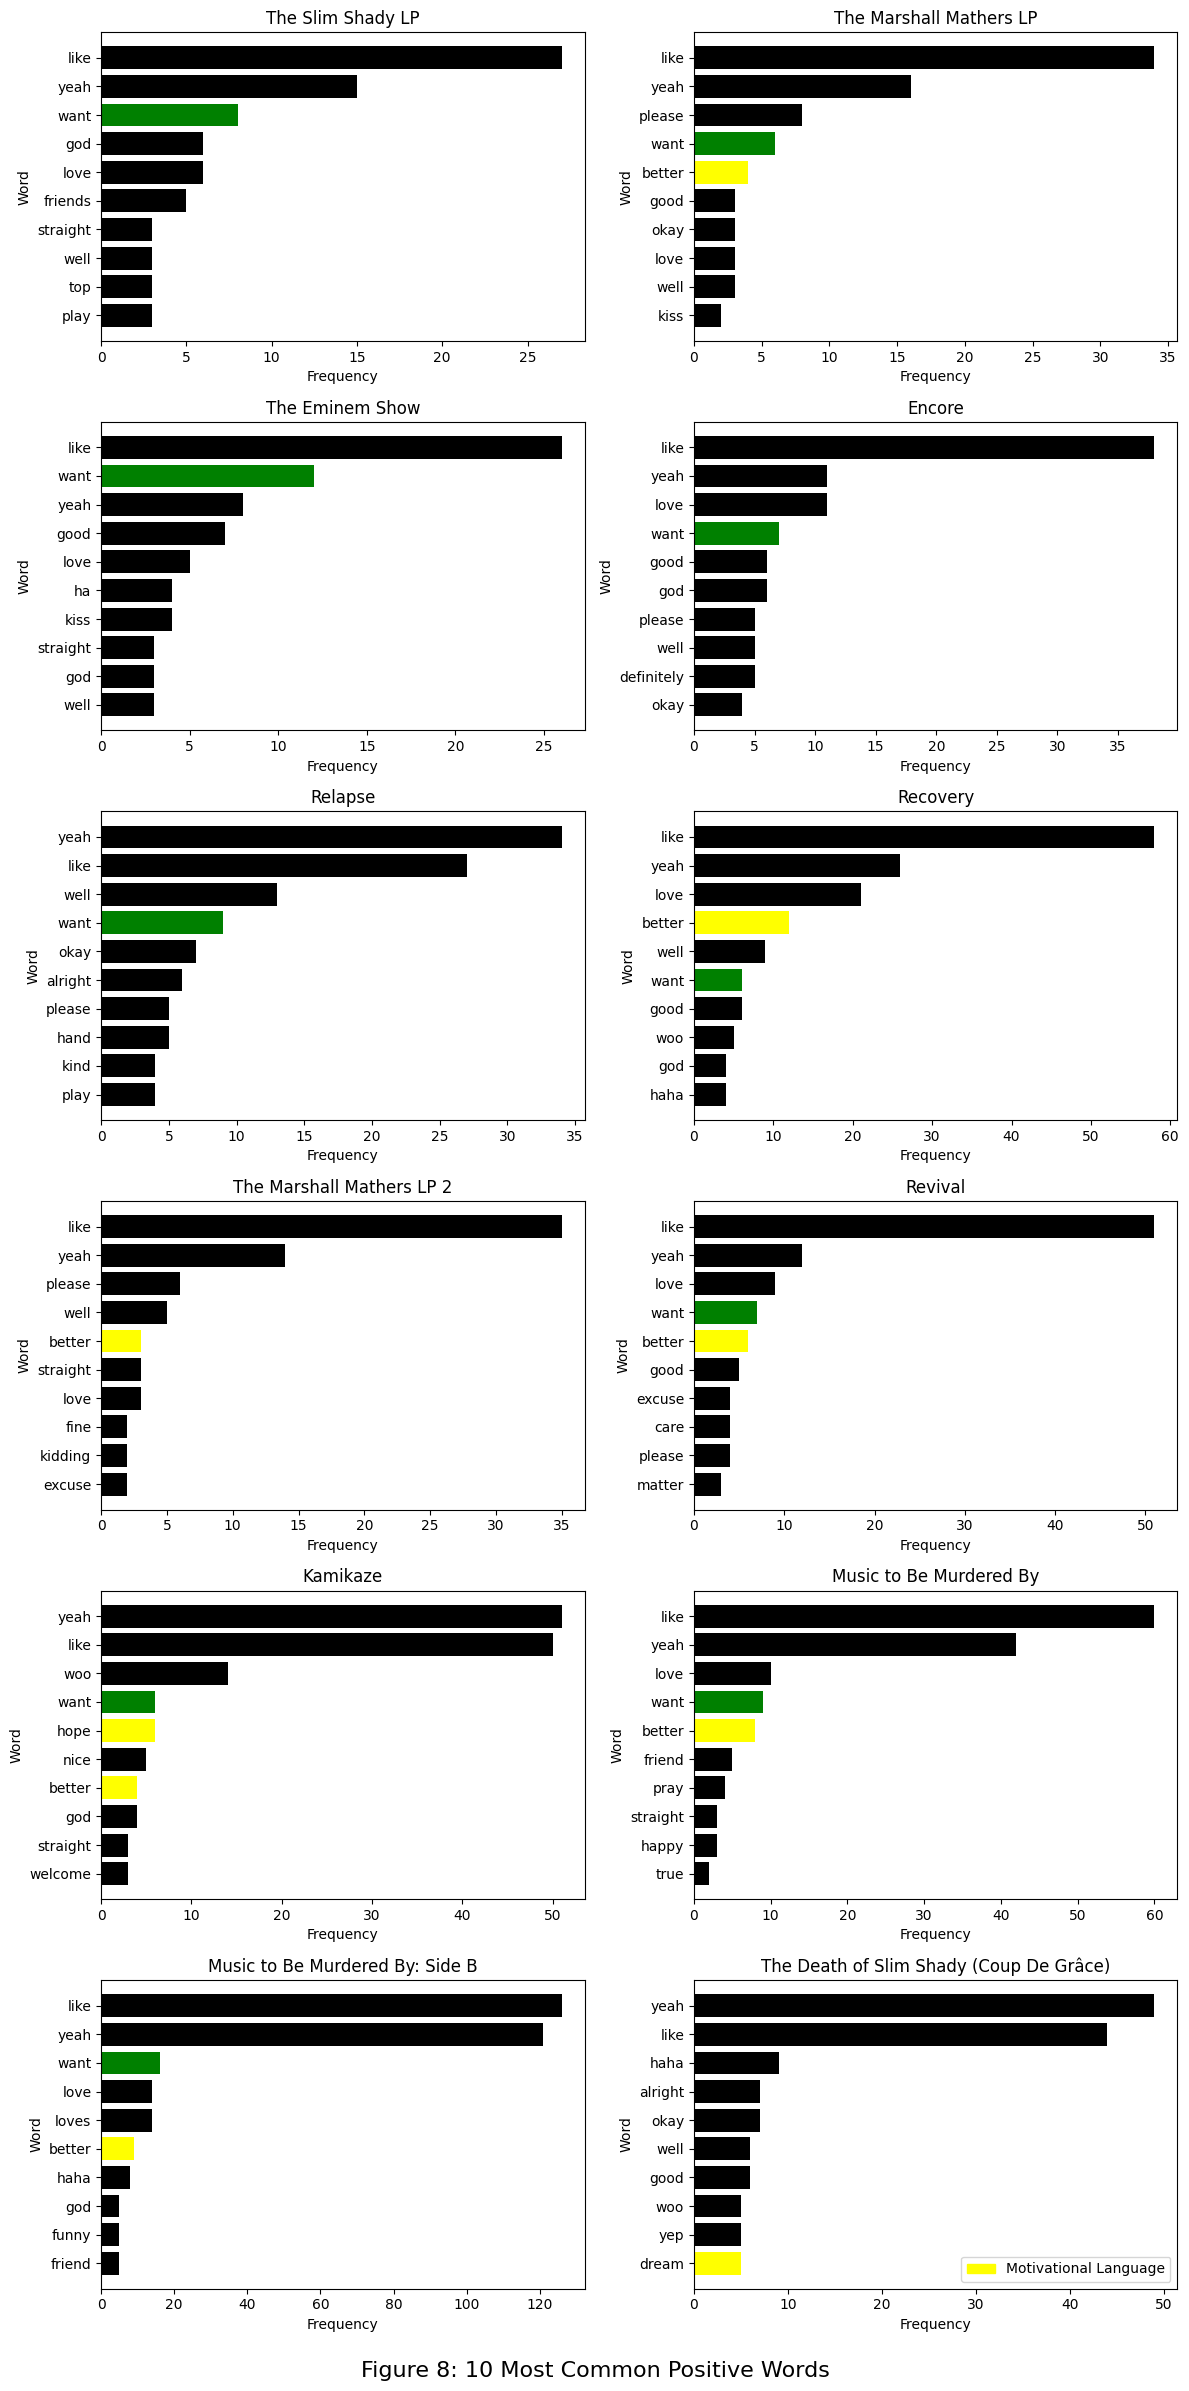 The Slim Shady LP
like
yeah
want
god
love
friends
straight
well
top
play
Word
0 5 10 15 20 25
Frequency
The Marshall Mathers LP
like
yeah
please
want
better
good
okay
love
well
kiss
Word
0 5 10 15 20 25 30 35
Frequency
The Eminem Show
like
want
yeah
good
love
ha
kiss
straight
god
well
Word
0 5 10 15 20 25
Frequency
Encore
like
yeah
love
want
good
god
please
well
definitely
okay
Word
0 5 10 15 20 25 30 35
Frequency
Relapse
yeah
like
well
want
okay
alright
please
hand
kind
play
Word
0 5 10 15 20 25 30 35
Frequency
Recovery
like
yeah
love
better
well
want
good
woo
god
haha
Word
0 10 20 30 40 50 60
Frequency
The Marshall Mathers LP 2
like
yeah
please
well
better
straight
love
fine
kidding
excuse
Word
0 5 10 15 20 25 30 35
Frequency
Revival
like
yeah
love
want
better
good
excuse
care
please
matter
Word
0 10 20 30 40 50
Frequency
Kamikaze
yeah
like
woo
want
hope
nice
better
god
straight
welcome
Word
0 10 20 30 40 50
Frequency
Music to Be Murdered By
like
yeah
love
want
better
friend
pray
straight
happy
true
Word
0 10 20 30 40 50 60
Frequency
Music to Be Murdered By: Side B
like
yeah
want
love
loves
better
haha
god
funny
friend
Word
0 20 40 60 80 100 120
Frequency
The Death of Slim Shady (Coup De Grâce)
yeah
like
haha
alright
okay
well
good
woo
yep
dream
Word
Motivational Language
0 10 20 30 40 50
Frequency
Figure 8: 10 Most Common Positive Words